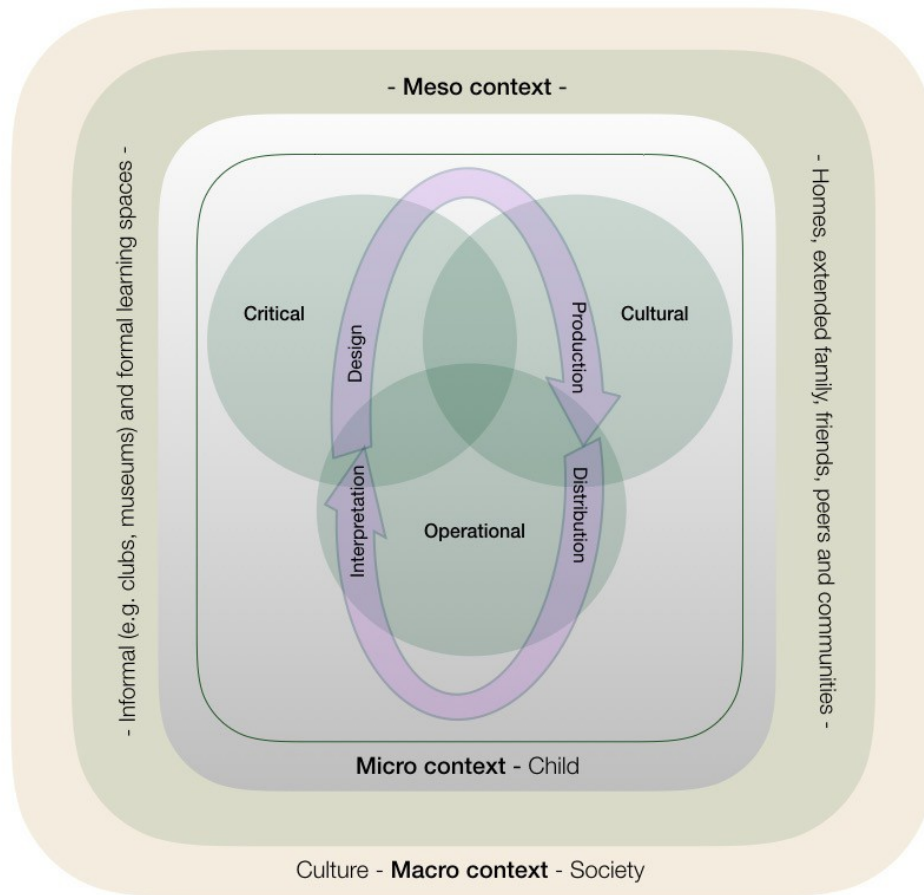 - Meso context -
- Informal (e.g. clubs, museums) and formal learning spaces -
- Homes, extended family, friends, peers and communities -
Critical
Cultural
Design
Production
Interpretation
Operational
Distribution
Micro context - Child
Culture - Macro context - Society